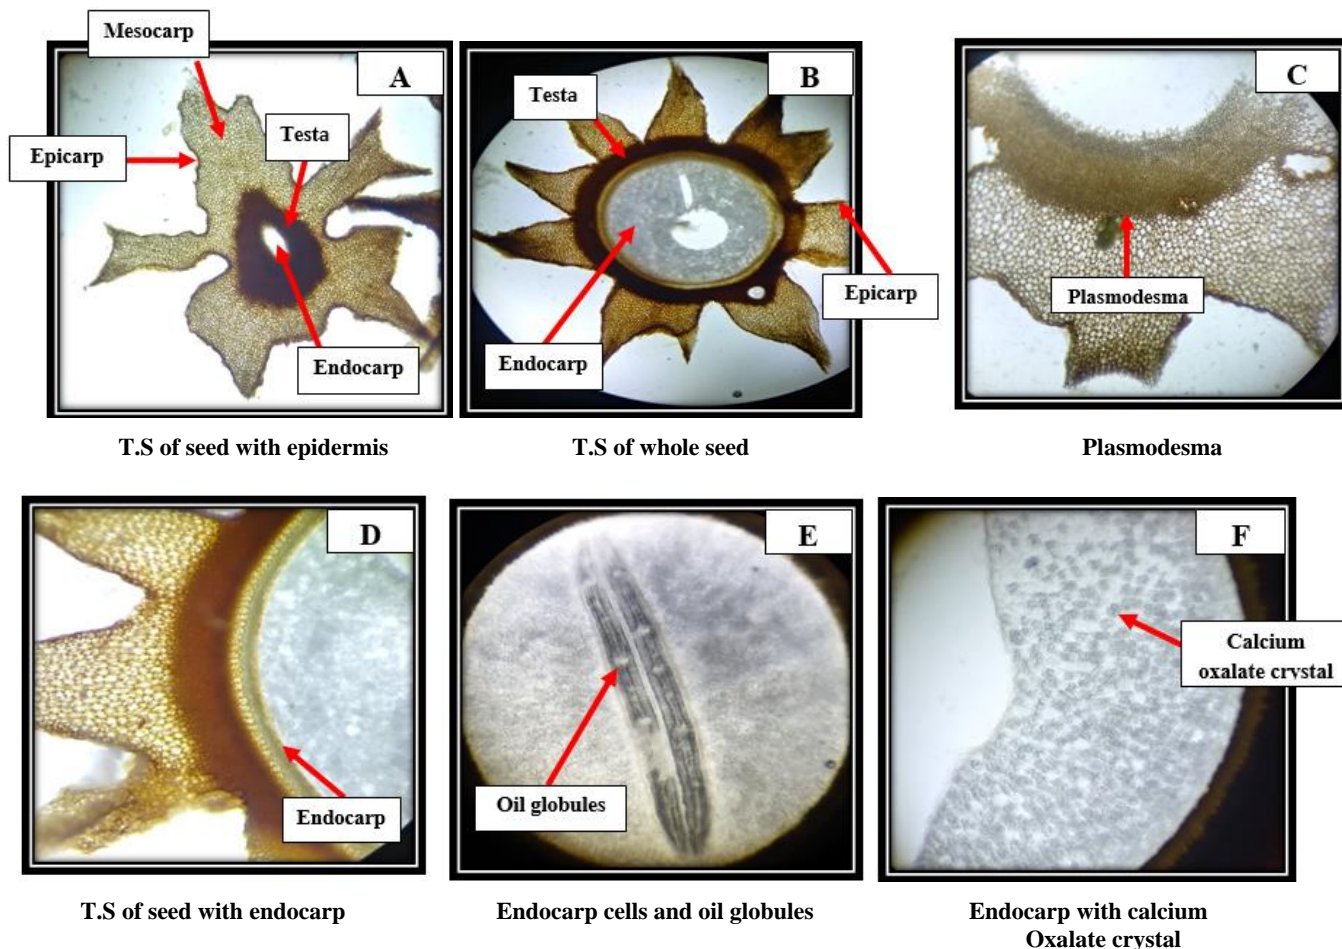 Mesocarp
A
Testa
Epicarp
Endocarp
T.S of seed with epidermis
B
Testa
Epicarp
Endocarp
T.S of whole seed
C
Plasmodesma
Plasmodesma
D
Endocarp
T.S of seed with endocarp
E
Oil globules
Endocarp cells and oil globules
F
Calcium
oxalate crystal
Endocarp with calcium
Oxalate crystal